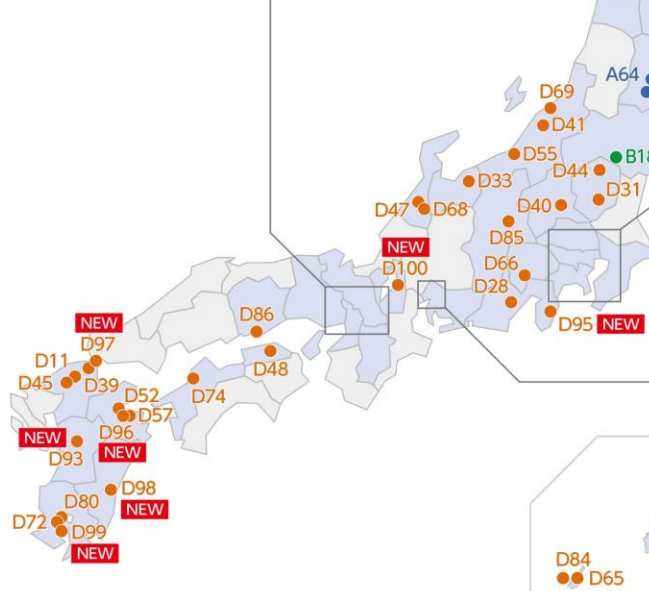 A64
D69
D41
D55
B18
D44
D33
D31
D47
D68
D40
D85
NEW
D100
D66
D28
D86
NEW
D95
NEW
D97
D11
D48
D45
D39
D74
D52
D57
NEW
D96
D93
NEW
D98
NEW
D80
D72
D99
NEW
D84
D65